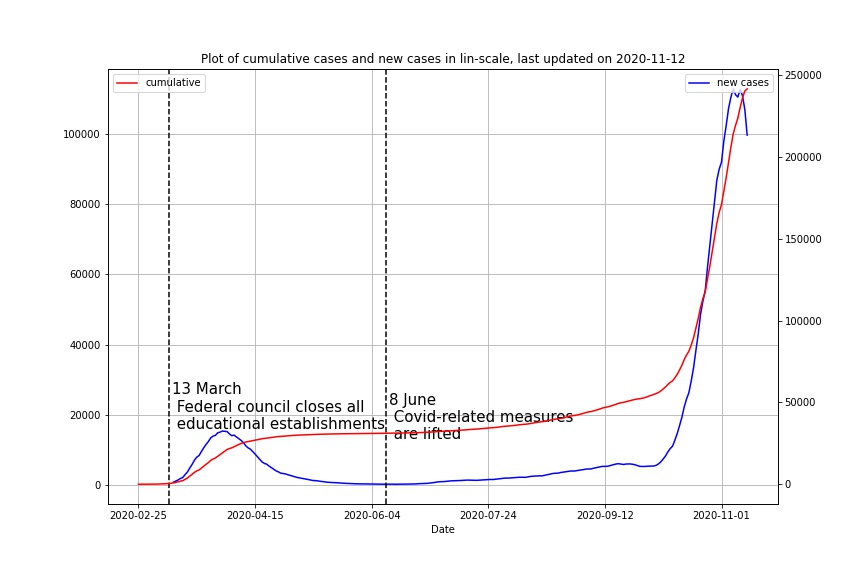 Plot of cumulative cases and new cases in lin-scale, last updated on 2020-11-12
cumulative
new cases
250000
100000
200000
80000
150000
60000
100000
40000
13 March
Federal council closes all
educational establishments
8 June
Covid-related measures
are lifted
50000
20000
0
0
2020-02-25
2020-04-15
2020-06-04
2020-07-24
2020-09-12
2020-11-01
Date